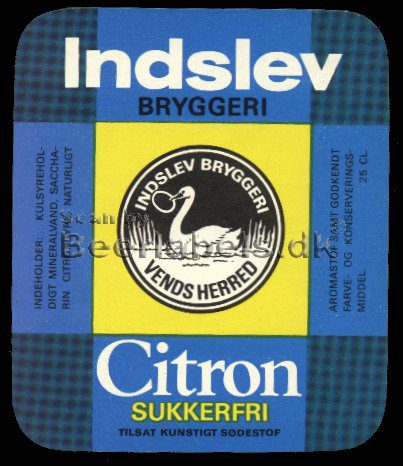 Indslev
BRYGGERI
INDEHOLDER: KULSYREHOL-
DIGT MINERALVAND, SACCHA-
RIN CITRONSYRE NATURLIGT
INDSLEV BRYGGERI
VENDS HERRED
AROMASTOF SAMT GODKENDT
FARVE- OG KONSERVERINGS-
MIDDEL 25 CL
Beerlabels.dk
Citron
SUKKERFRI
TILSAT KUNSTIGT SØDESTOF